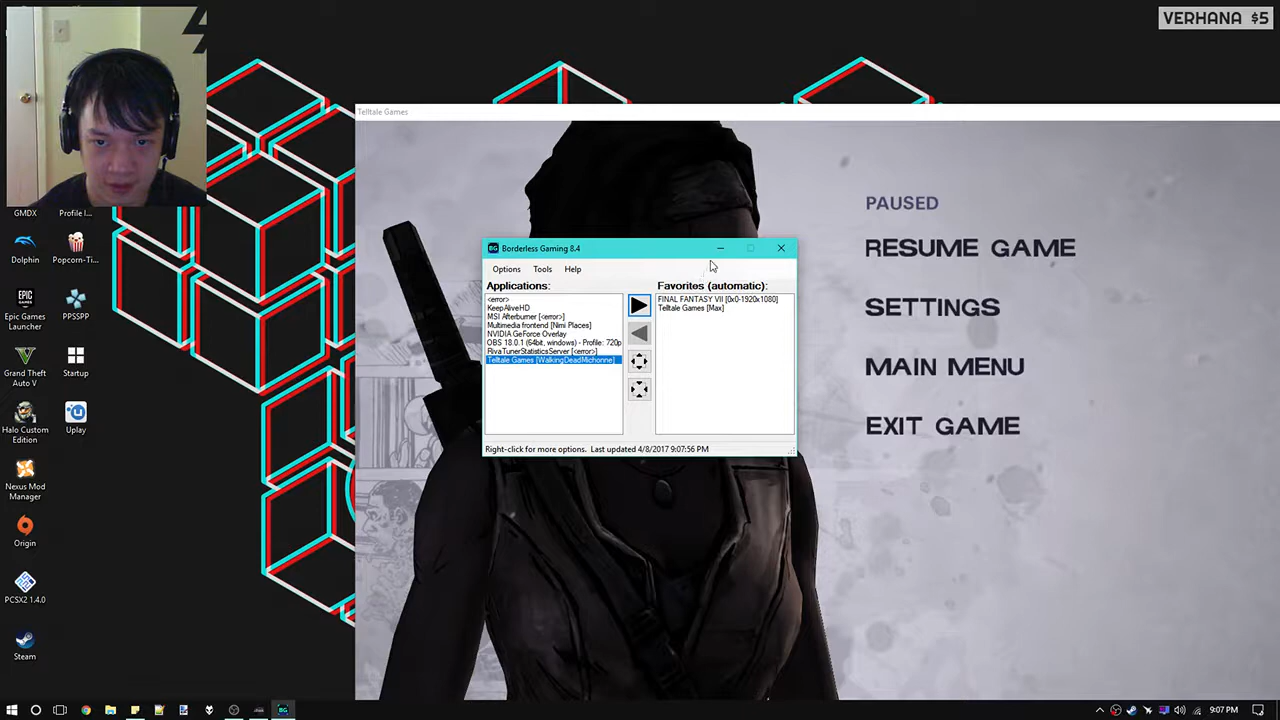 VERHANA $5
Telltale Games
PAUSED
RESUME GAME
SETTINGS
MAIN MENU
EXIT GAME
BG Borderless Gaming 8.4
Options Tools Help
Applications:
<error>
KeepAliveHD
MSI Afterburner [<error>]
Multimedia frontend [Nimi Places]
NVIDIA GeForce Overlay
OBS 18.0.1 (64bit, windows) - Profile: 720p
RivaTunerStatisticsServer [<error>]
Telltale Games [WalkingDeadMichonne]
Favorites (automatic):
FINAL FANTASY VII [0x0-1920x1080]
Telltale Games [Max]
Right-click for more options. Last updated 4/8/2017 9:07:56 PM
GMDX
Profile I...
Dolphin
Popcorn-Ti...
EPIC GAMES
Epic Games
Launcher
PPSSPP
Grand Theft
Auto V
Startup
Halo Custom
Edition
Uplay
Nexus Mod
Manager
Origin
PCSX2 1.4.0
Steam
BG
9:07 PM